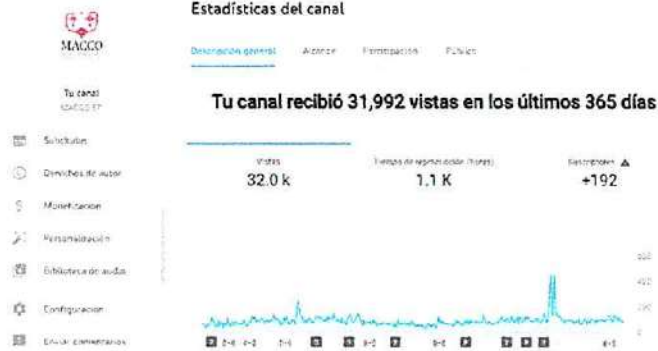 MACCO
Tu canal
Subtítulos
Derechos de autor
Monetización
Personalización
Biblioteca de audio
Configuración
Enviar comentarios
Estadísticas del canal
Descripción general Alcance Participación Público
Tu canal recibió 31,992 vistas en los últimos 365 días
Vistas
32.0 k
Tiempo de reproducción (horas)
1.1 K
Suscriptores
+192